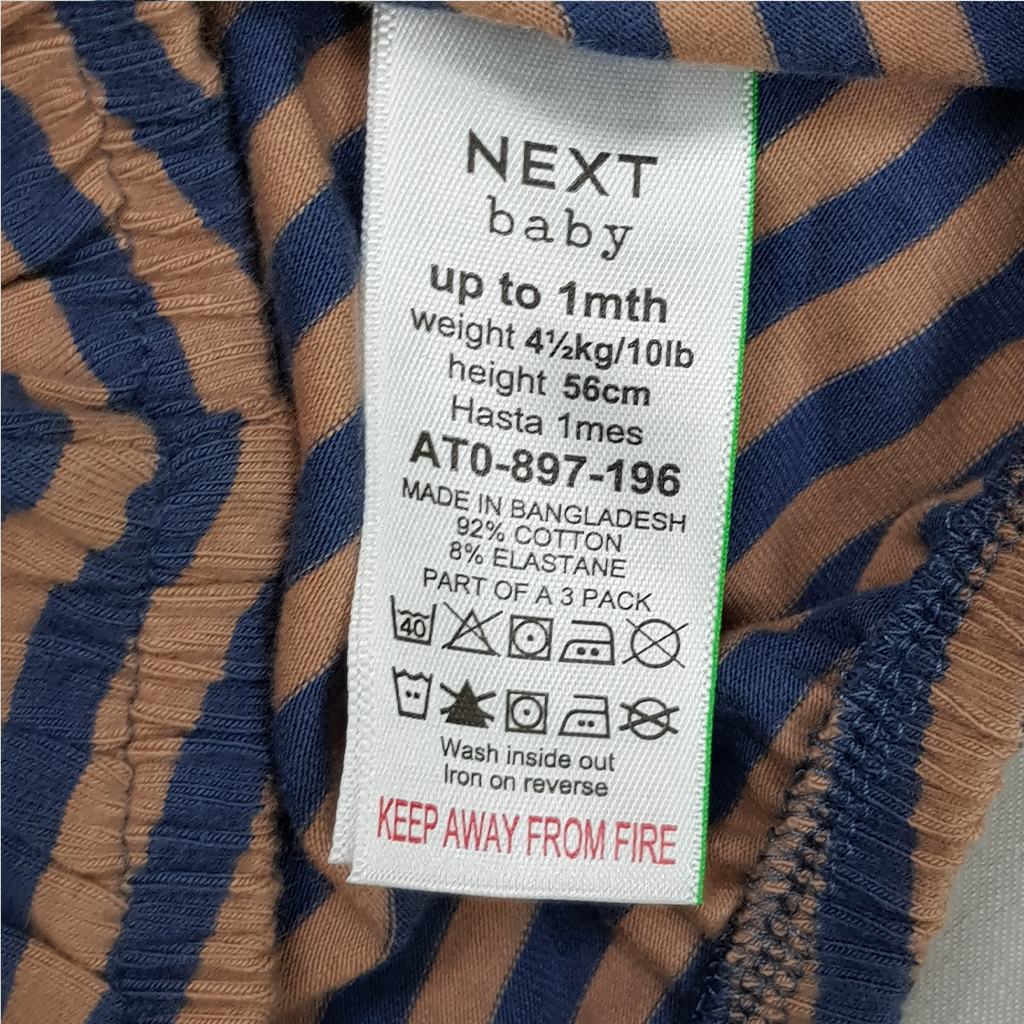 NEXT
baby
up to 1mth
weight 4½kg/10lb
height 56cm
Hasta 1mes
AT0-897-196
MADE IN BANGLADESH
92% COTTON
8% ELASTANE
PART OF A 3 PACK
40
Wash inside out
Iron on reverse
KEEP AWAY FROM FIRE